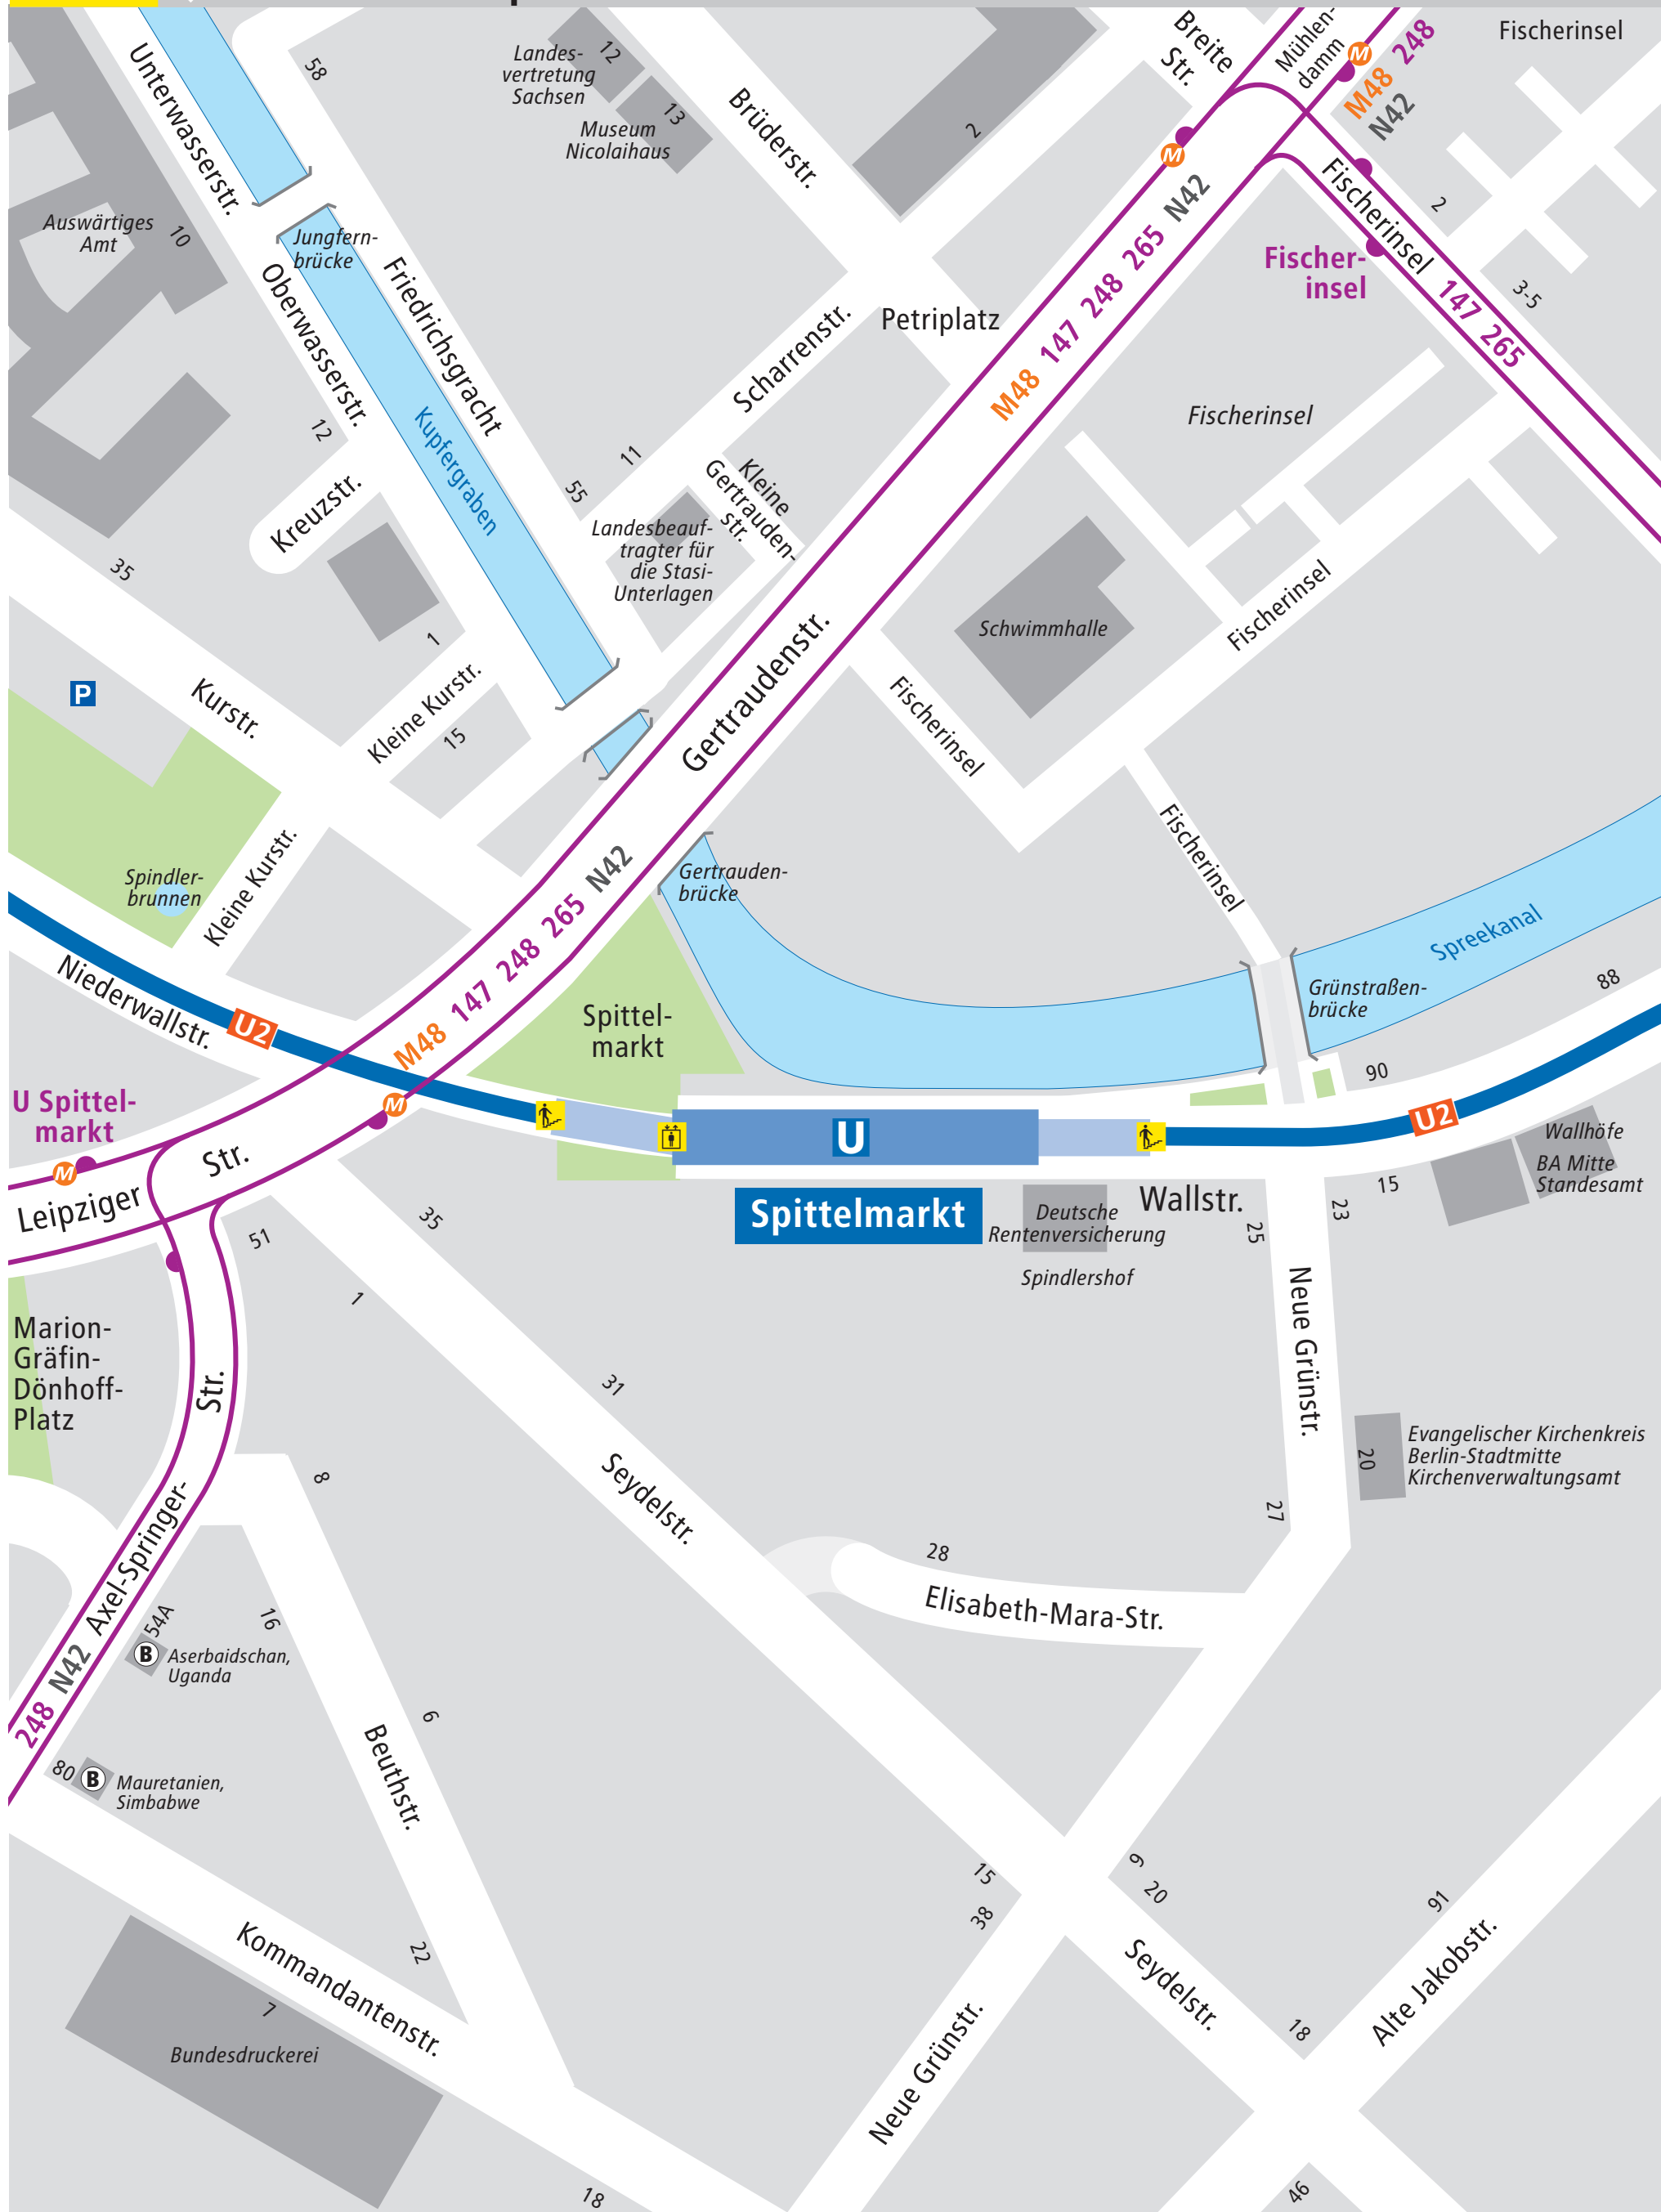 Fischerinsel
Breite
Str.
Mühlen-
damm
M
M48 248
N42
58
Landes-
vertretung
Sachsen
12
13
Museum
Nicolaihaus
Brüderstr.
2
Unterwasserstr.
M
Auswärtiges
Amt
10
Jungfern-
brücke
Oberwasserstr.
Friedrichsgracht
Kupfergraben
Fischerinsel
2
3-5
147 265
Fischer-
insel
M48 147 248 265 N42
Petriplatz
Scharrenstr.
Fischerinsel
12
11
55
Kreuzstr.
Kleine
Gertrauden-
str.
Landesbeauf-
tragter für
die Stasi-
Unterlagen
35
1
Schwimmhalle
Fischerinsel
P
Kurstr.
Kleine Kurstr.
15
Gertraudenstr.
Fischerinsel
Fischerinsel
Spindler-
brunnen
Kleine Kurstr.
Gertrauden-
brücke
M48 147 248 265 N42
Spreekanal
Niederwallstr.
U2
Spittel-
markt
Grünstraßen-
brücke
88
90
U Spittel-
markt
M
M
U
U2
Wallhöfe
BA Mitte
Standesamt
Leipziger Str.
Spittelmarkt
Deutsche
Rentenversicherung
Spindlershof
Wallstr.
15
23
25
51
35
1
Marion-
Gräfin-
Dönhoff-
Platz
Neue Grünstr.
31
Axel-Springer-
Str.
8
Seydelstr.
20
Evangelischer Kirchenkreis
Berlin-Stadtmitte
Kirchenverwaltungsamt
27
28
Elisabeth-Mara-Str.
54A
B
Aserbaidschan,
Uganda
16
248 N42
6
Beuthstr.
80
B
Mauretanien,
Simbabwe
15
38
9
20
91
Kommandantenstr.
22
7
Bundesdruckerei
Seydelstr.
18
Alte Jakobstr.
Neue Grünstr.
18
46